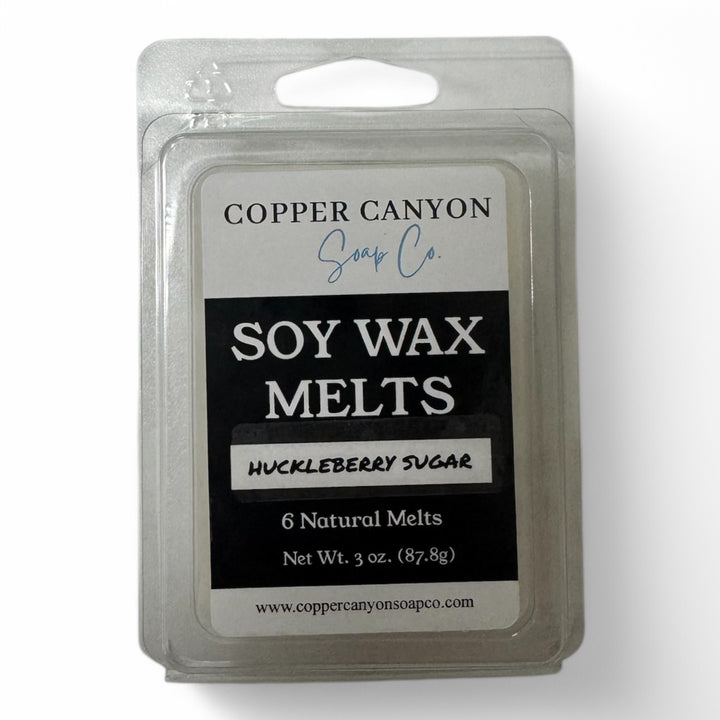 COPPER CANYON
Soap Co.
SOY WAX
MELTS
HUCKLEBERRY SUGAR
6 Natural Melts
Net Wt. 3 oz. (87.8g)
www.coppercanyonsoapco.com